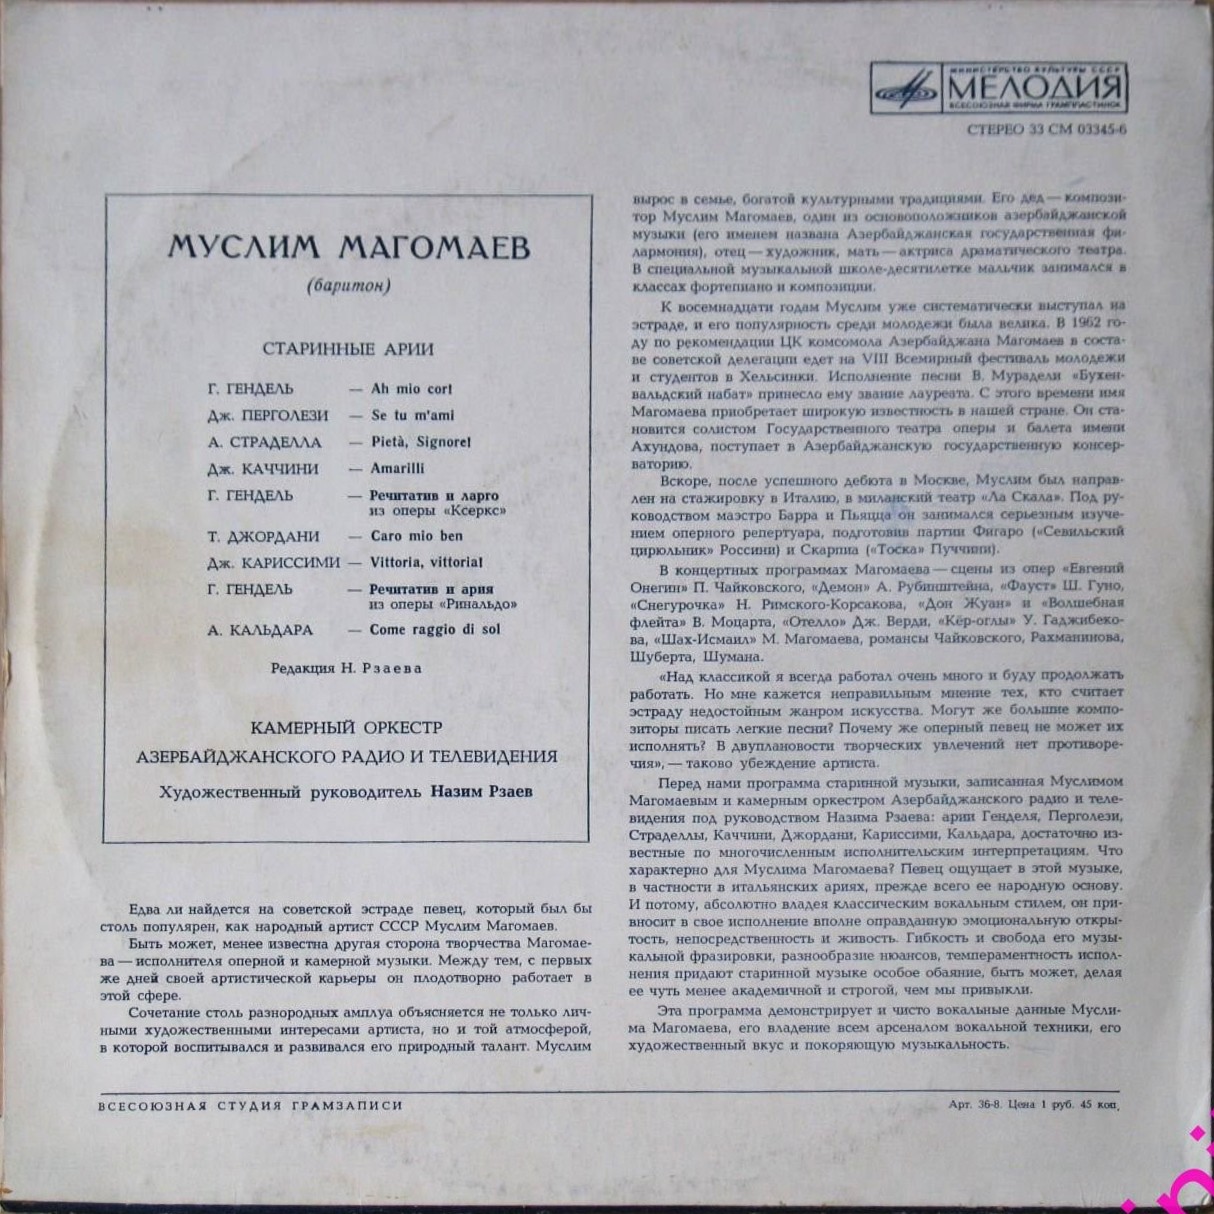 МИНИСТЕРСТВО КУЛЬТУРЫ СССР
МЕЛОДИЯ
ВСЕСОЮЗНАЯ ФИРМА ГРАМПЛАСТИНОК
СТЕРЕО 33 СМ 03345-6
МУСЛИМ МАГОМАЕВ
(баритон)
СТАРИННЫЕ АРИИ
Г. ГЕНДЕЛЬ — Ah mio cor!
Дж. ПЕРГОЛЕЗИ — Se tu m'ami
А. СТРАДЕЛЛА — Pietà, Signore!
Дж. КАЧЧИНИ — Amarilli
Г. ГЕНДЕЛЬ — Речитатив и ларго
из оперы «Ксеркс»
Т. ДЖОРДАНИ — Caro mio ben
Дж. КАРИССИМИ — Vittoria, vittoria!
Г. ГЕНДЕЛЬ — Речитатив и ария
из оперы «Ринальдо»
А. КАЛЬДАРА — Come raggio di sol
Редакция Н. Рзаева
КАМЕРНЫЙ ОРКЕСТР
АЗЕРБАЙДЖАНСКОГО РАДИО И ТЕЛЕВИДЕНИЯ
Художественный руководитель Назим Рзаев
Едва ли найдется на советской эстраде певец, который был бы
столь популярен, как народный артист СССР Муслим Магомаев.
Быть может, менее известна другая сторона творчества Магомае-
ва — исполнителя оперной и камерной музыки. Между тем, с первых
же дней своей артистической карьеры он плодотворно работает в
этой сфере.
Сочетание столь разнородных амплуа объясняется не только лич-
ными художественными интересами артиста, но и той атмосферой,
в которой воспитывался и развивался его природный талант. Муслим
вырос в семье, богатой культурными традициями. Его дед — компози-
тор Муслим Магомаев, один из основоположников азербайджанской
музыки (его именем названа Азербайджанская государственная фи-
лармония), отец — художник, мать — актриса драматического театра.
В специальной музыкальной школе-десятилетке мальчик занимался в
классах фортепиано и композиции.
К восемнадцати годам Муслим уже систематически выступал на
эстраде, и его популярность среди молодежи была велика. В 1962 го-
ду по рекомендации ЦК комсомола Азербайджана Магомаев в соста-
ве советской делегации едет на VIII Всемирный фестиваль молодежи
и студентов в Хельсинки. Исполнение песни В. Мурадели «Бухен-
вальдский набат» принесло ему звание лауреата. С этого времени имя
Магомаева приобретает широкую известность в нашей стране. Он ста-
новится солистом Государственного театра оперы и балета имени
Ахундова, поступает в Азербайджанскую государственную консер-
ваторию.
Вскоре, после успешного дебюта в Москве, Муслим был направ-
лен на стажировку в Италию, в миланский театр «Ла Скала». Под ру-
ководством маэстро Барра и Пьяцца он занимался серьезным изуче-
нием оперного репертуара, подготовив партии Фигаро («Севильский
цирюльник» Россини) и Скарпиа («Тоска» Пуччини).
В концертных программах Магомаева — сцены из опер «Евгений
Онегин» П. Чайковского, «Демон» А. Рубинштейна, «Фауст» Ш. Гуно,
«Снегурочка» Н. Римского-Корсакова, «Дон Жуан» и «Волшебная
флейта» В. Моцарта, «Отелло» Дж. Верди, «Кёр-оглы» У. Гаджибеко-
ва, «Шах-Исмаил» М. Магомаева, романсы Чайковского, Рахманинова,
Шуберта, Шумана.
«Над классикой я всегда работал очень много и буду продолжать
работать. Но мне кажется неправильным мнение тех, кто считает
эстраду недостойным жанром искусства. Могут же большие компо-
зиторы писать легкие песни? Почему же оперный певец не может их
исполнять? В двуплановости творческих увлечений нет противоре-
чия», — таково убеждение артиста.
Перед нами программа старинной музыки, записанная Муслимом
Магомаевым и камерным оркестром Азербайджанского радио и теле-
видения под руководством Назима Рзаева: арии Генделя, Перголези,
Страделлы, Каччини, Джордани, Кариссими, Кальдара, достаточно из-
вестные по многочисленным исполнительским интерпретациям. Что
характерно для Муслима Магомаева? Певец ощущает в этой музыке,
в частности в итальянских ариях, прежде всего ее народную основу.
И потому, абсолютно владея классическим вокальным стилем, он при-
вносит в свое исполнение вполне оправданную эмоциональную откры-
тость, непосредственность и живость. Гибкость и свобода его музы-
кальной фразировки, разнообразие нюансов, темпераментность испол-
нения придают старинной музыке особое обаяние, быть может, делая
ее чуть менее академичной и строгой, чем мы привыкли.
Эта программа демонстрирует и чисто вокальные данные Мусли-
ма Магомаева, его владение всем арсеналом вокальной техники, его
художественный вкус и покоряющую музыкальность.
ВСЕСОЮЗНАЯ СТУДИЯ ГРАМЗАПИСИ
Арт. 36-8. Цена 1 руб. 45 коп.